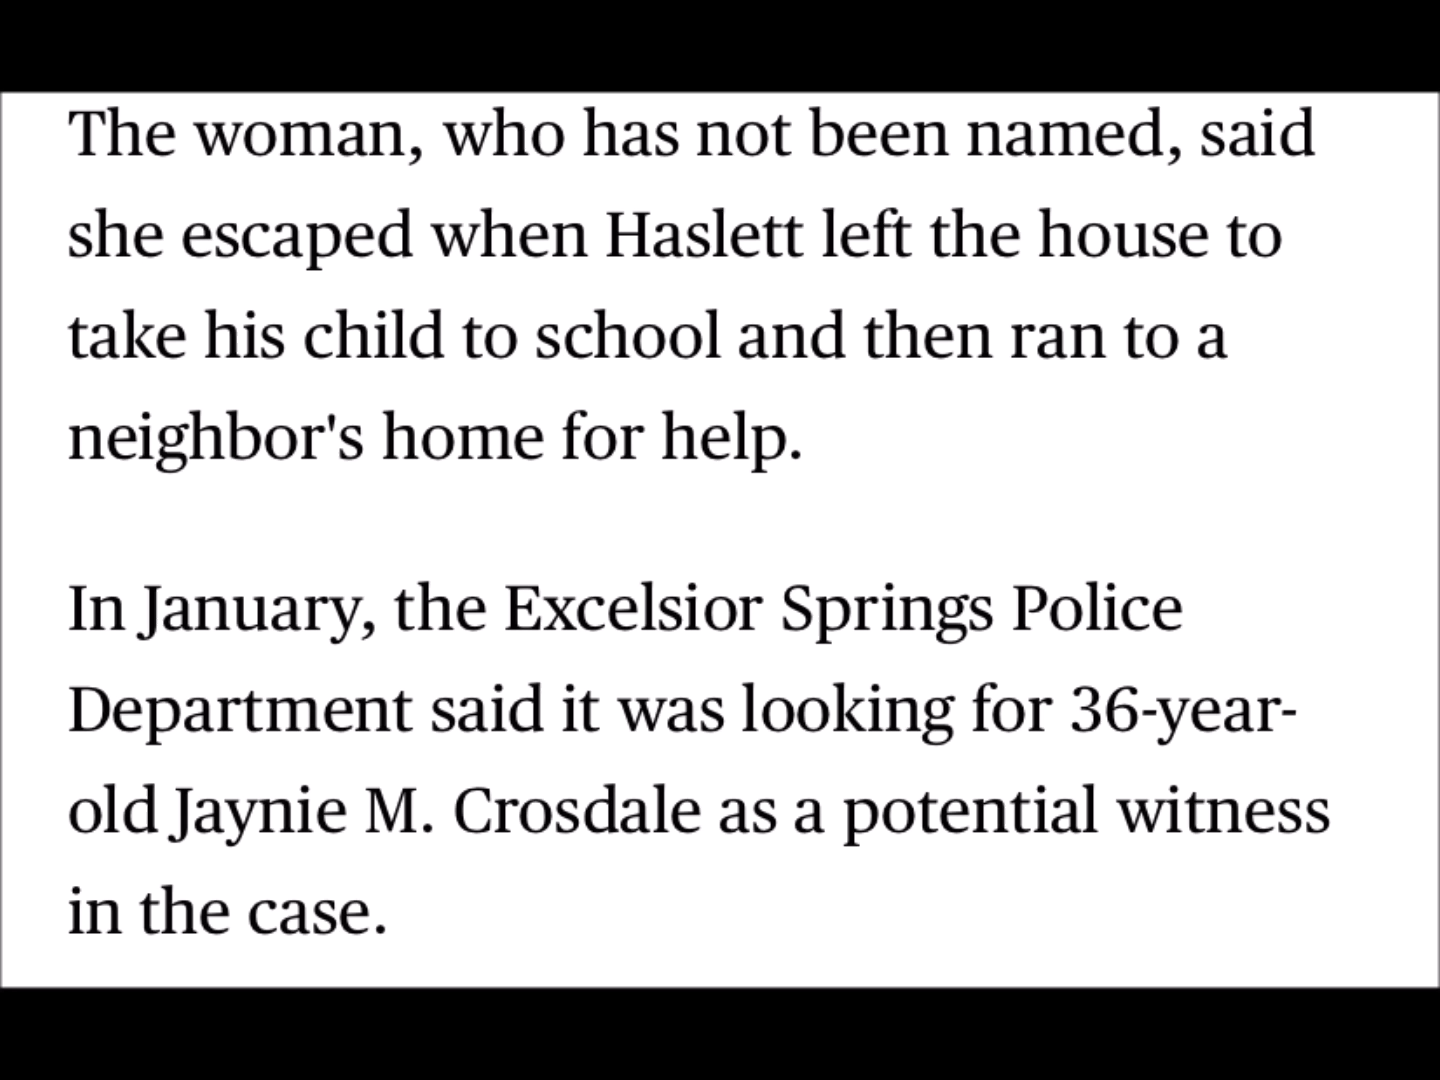 The woman, who has not been named, said
she escaped when Haslett left the house to
take his child to school and then ran to a
neighbor's home for help.
In January, the Excelsior Springs Police
Department said it was looking for 36-year-
old Jaynie M. Crosdale as a potential witness
in the case.